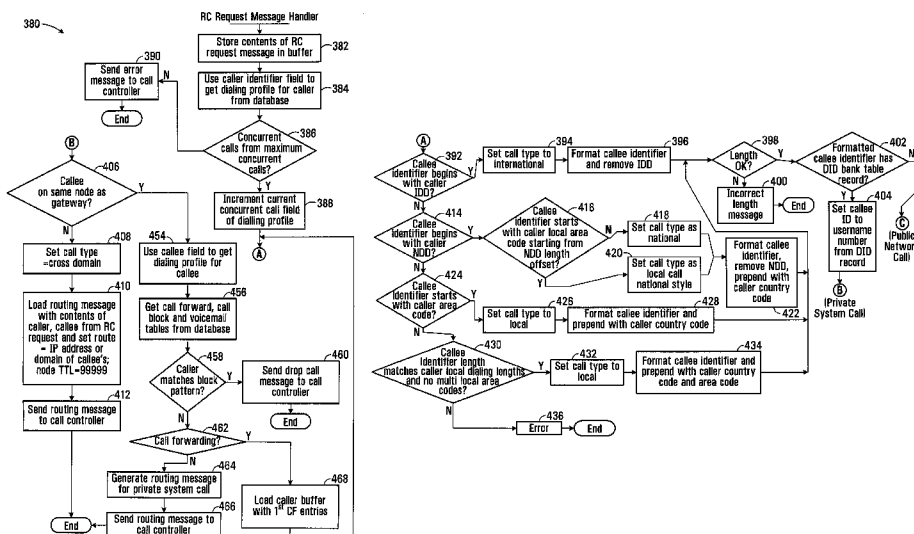 RC Request Message Handler
380
Store contents of RC
request message in buffer
382
390
Send error
message to call
controller
End
N
Use caller identifier field to
get dialing profile for caller
from database
384
386
Concurrent
calls from maximum
concurrent
calls?
Y
Increment current
concurrent call field
of dialling profile
388
A
B
406
Callee
on same node as
gateway?
Y
N
408
Set call type
=cross domain
410
Load routing message
with contents of
caller, callee from RC
request and set route
= IP address or
domain of callee's;
node TTL=99999
412
Send routing message
to call controller
454
Use callee field to get
dialing profile for
callee
456
Get call forward, call
block and voicemail
tables from database
458
Caller
matches block
pattern?
Y
N
460
Send drop call
message to call
controller
End
462
Call forwarding?
Y
N
464
Generate routing message
for private system call
466
Send routing message to
call controller
End
468
Load caller buffer
with 1st CF entries
A
392
Callee
identifier begins
with caller
IDD?
Y
N
394
Set call type to
international
396
Format callee identifier
and remove IDD
398
Length
OK?
Y
N
400
Incorrect
length
message
End
402
Formatted
callee identifier has
DID bank table
record?
N
Y
404
Set callee
ID to
username
number from DID
record
B
(Private
System Call)
C
(Public
Network
Call)
414
Callee
identifier begins
with caller
NDD?
Y
N
416
Callee
identifier starts
with caller local area
code starting from
NDD length
offset?
N
Y
418
Set call type as
national
420
Set call type as
local call
national style
Format callee
identifier,
remove NDD,
prepend with
caller country
code
422
424
Callee
identifier starts
with caller area
code?
Y
N
426
Set call type to
local
428
Format callee identifier and
prepend with caller country code
430
Callee
identifier length
matches caller local dialing lengths
and no multi local area
codes?
Y
N
432
Set call type to
local
434
Format callee identifier and
prepend with caller country
code and area code
436
Error
End